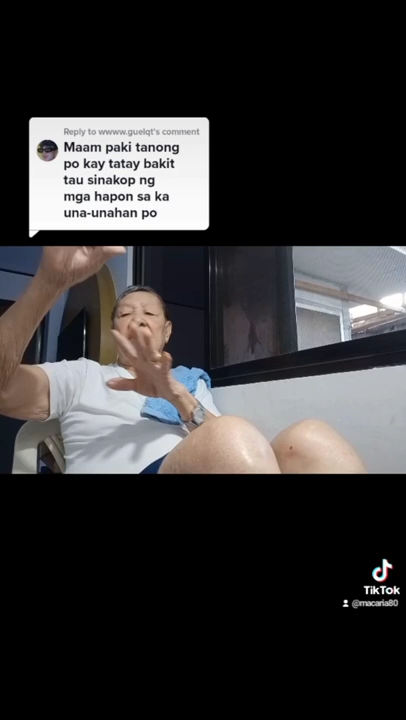 Reply to wwww.guelqt's comment
Maam paki tanong
po kay tatay bakit
tau sinakop ng
mga hapon sa ka
una-unahan po
TikTok
@macaria80